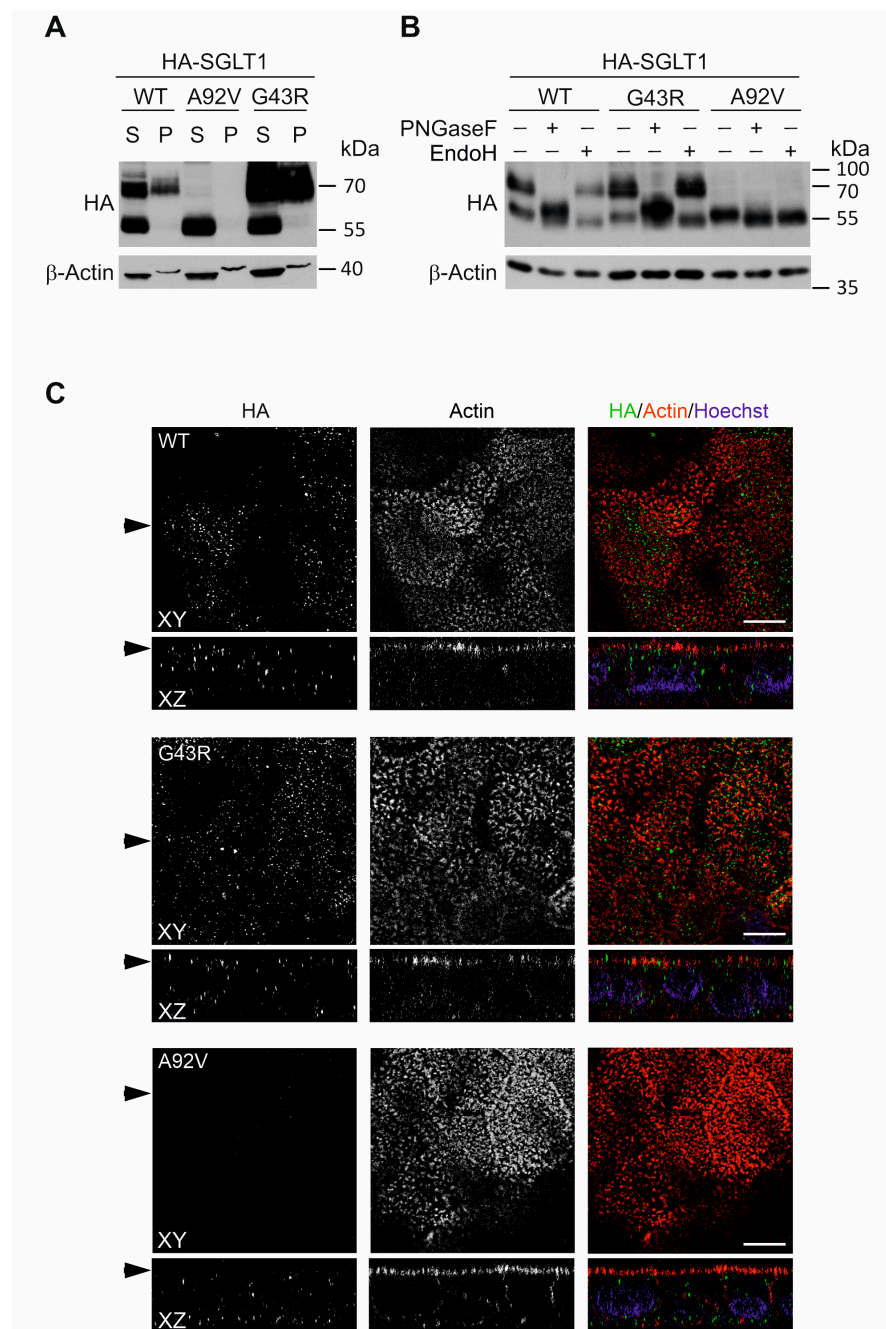 A
HA-SGLT1
WT A92V G43R
S P S P S P
kDa
HA
70
55
β-Actin
40
B
HA-SGLT1
WT G43R A92V
PNGaseF – + – – + – – + –
EndoH – – + – – + – – + kDa
HA
100
70
55
β-Actin
35
C
HA Actin HA/Actin/Hoechst
WT
XY
XZ
G43R
XY
XZ
A92V
XY
XZ